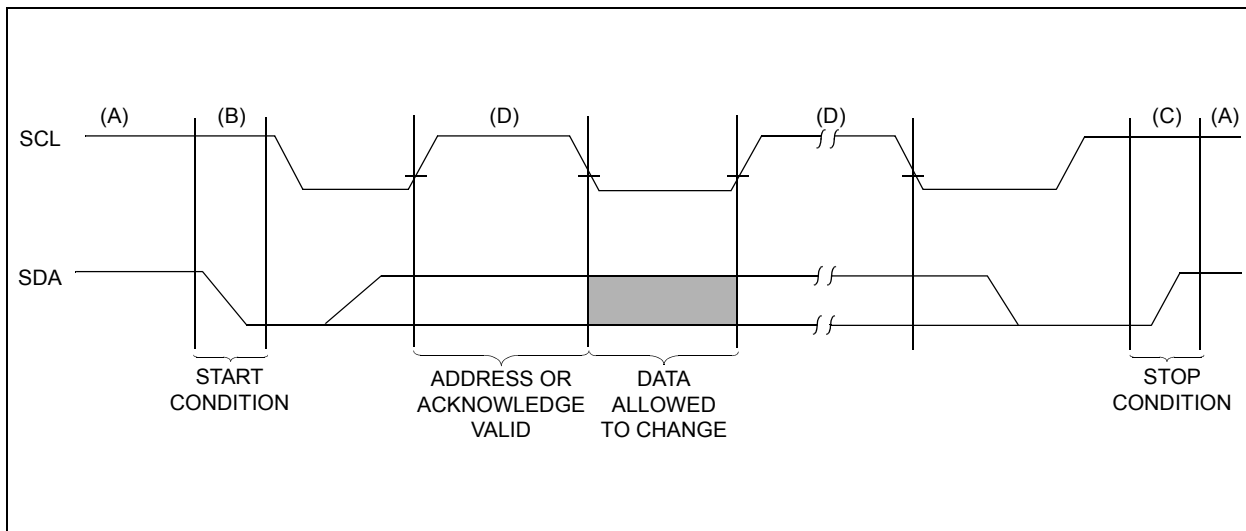 (A) (B) (D) (D) (C) (A)
SCL
SDA
START
CONDITION
ADDRESS OR
ACKNOWLEDGE
VALID
DATA
ALLOWED
TO CHANGE
STOP
CONDITION